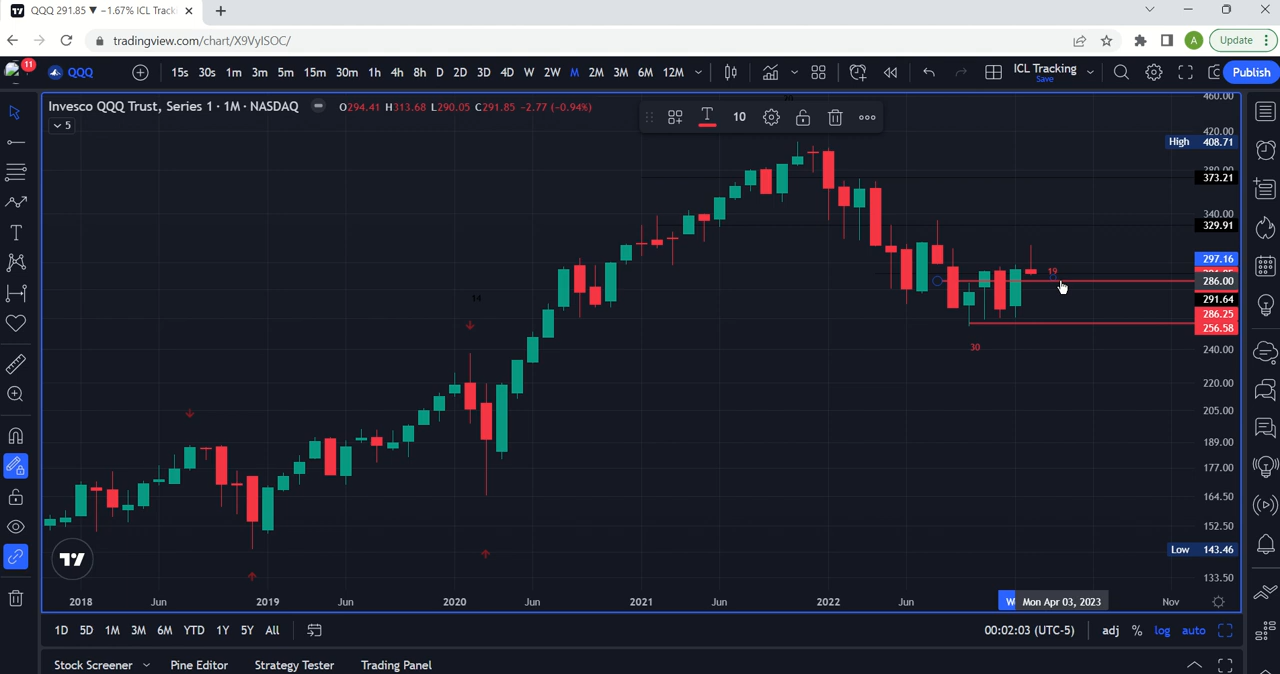 QQQ 291.85 ▼ −1.67% ICL Track
tradingview.com/chart/X9VyISOC/
A
Update
11
QQQ
15s 30s 1m 3m 5m 15m 30m 1h 4h 8h D 2D 3D 4D W 2W M 2M 3M 6M 12M
ICL Tracking
Save
Publish
Invesco QQQ Trust, Series 1 · 1M · NASDAQ
O294.41 H313.68 L290.05 C291.85 −2.77 (−0.94%)
5
T
10
20
460.00
420.00
High 408.71
380.00
373.21
340.00
329.91
297.16
286.00
291.64
286.25
256.58
240.00
220.00
205.00
189.00
177.00
164.50
152.50
Low 143.46
133.50
19
14
30
2018 Jun 2019 Jun 2020 Jun 2021 Jun 2022 Jun Mon Apr 03, 2023 Nov
1D 5D 1M 3M 6M YTD 1Y 5Y All
00:02:03 (UTC-5)
adj % log auto
Stock Screener Pine Editor Strategy Tester Trading Panel